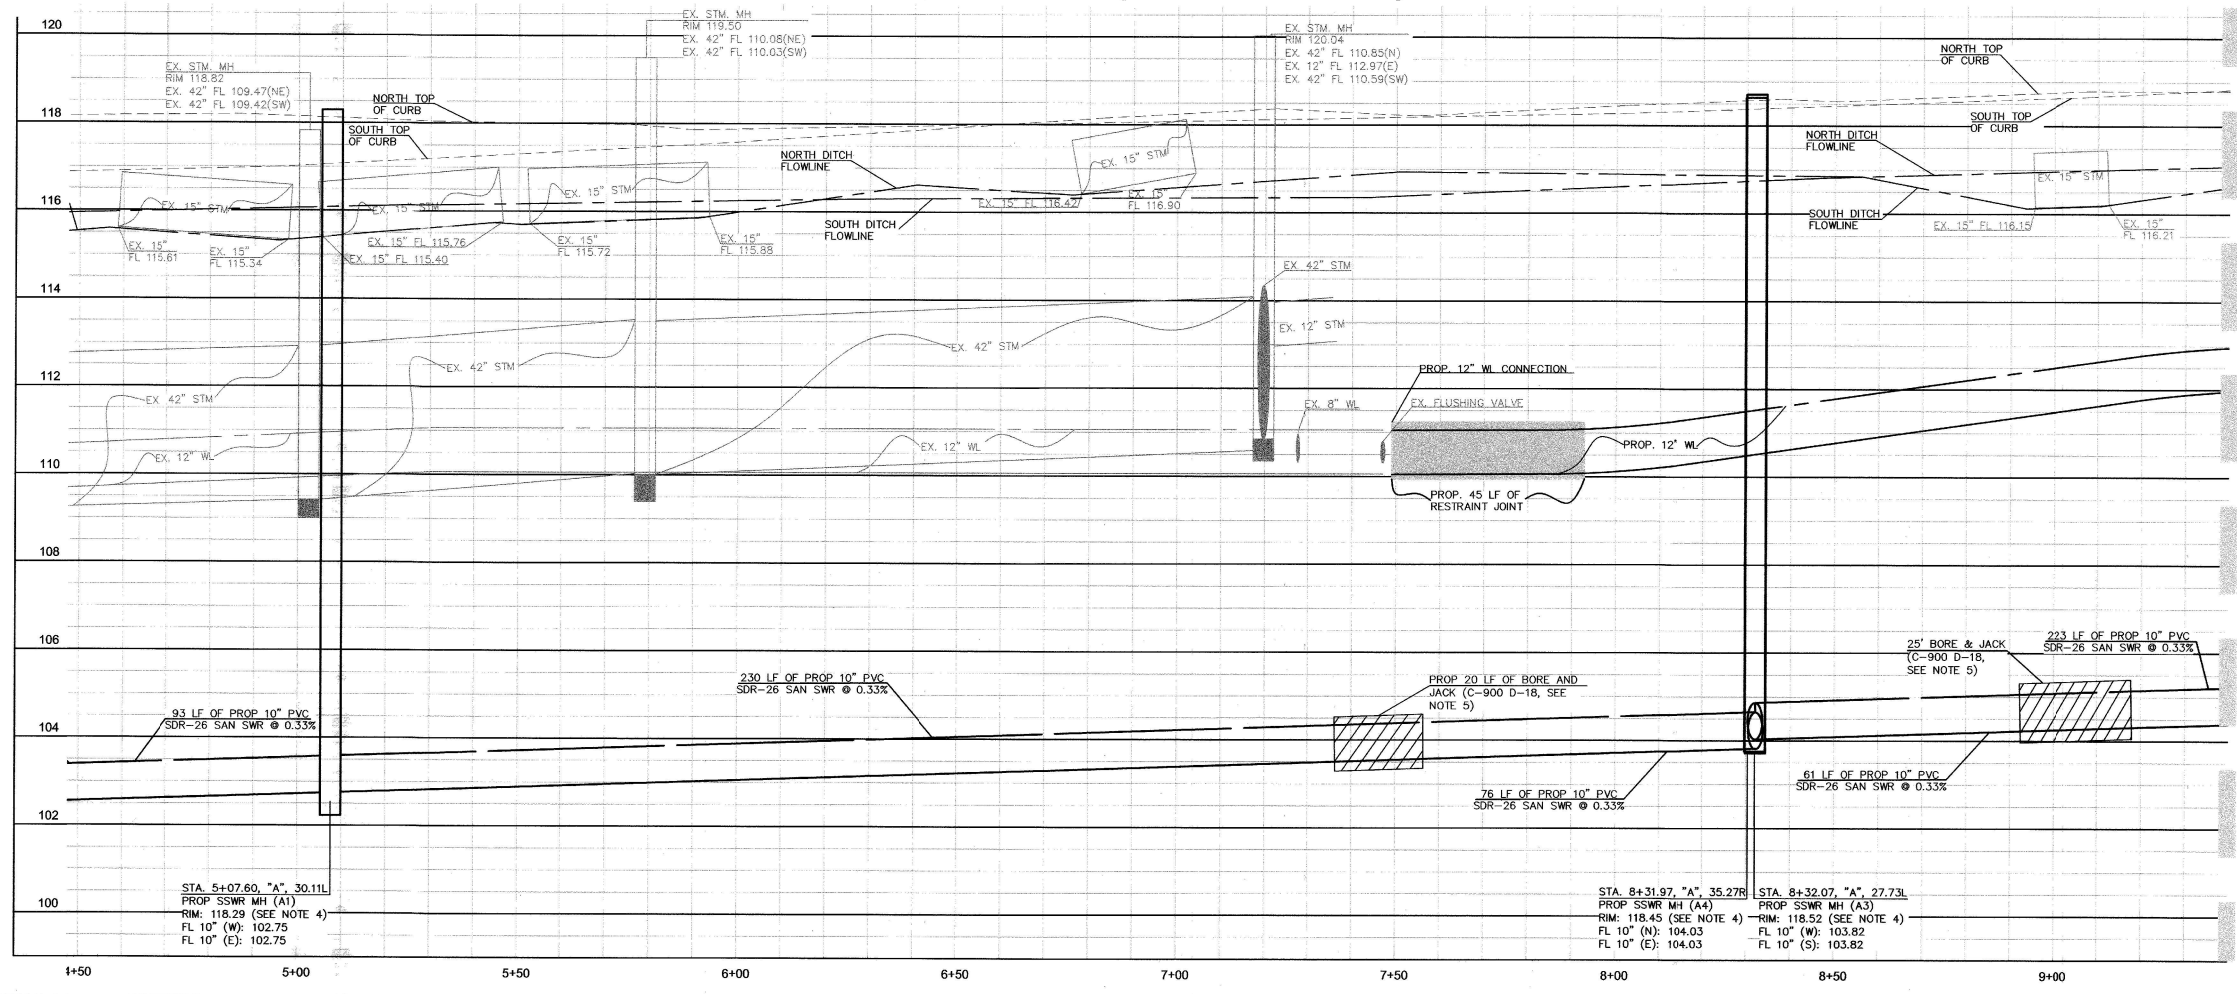 120
118
116
114
112
110
108
106
104
102
100
EX. STM. MH
RIM 118.82
EX. 42" FL 109.47(NE)
EX. 42" FL 109.42(SW)
EX. STM. MH
RIM 119.50
EX. 42" FL 110.08(NE)
EX. 42" FL 110.03(SW)
EX. STM. MH
RIM 120.04
EX. 42" FL 110.85(N)
EX. 12" FL 112.97(E)
EX. 42" FL 110.59(SW)
NORTH TOP
OF CURB
SOUTH TOP
OF CURB
NORTH TOP
OF CURB
SOUTH TOP
OF CURB
NORTH DITCH
FLOWLINE
SOUTH DITCH
FLOWLINE
NORTH DITCH
FLOWLINE
SOUTH DITCH
FLOWLINE
EX. 15" STM
EX. 15" STM
EX. 15" STM
EX. 15" STM
EX. 15" STM
EX. 15"
FL 115.61
EX. 15"
FL 115.34
EX. 15" FL 115.76
EX. 15" FL 115.40
EX. 15"
FL 115.72
EX. 15"
FL 115.88
EX. 15" FL 116.42
EX. 15"
FL 116.90
EX. 15" FL 116.15
EX. 15"
FL 116.21
EX. 42" STM
EX. 12" STM
EX. 42" STM
EX. 42" STM
EX. 42" STM
EX. 12" WL
EX. 12" WL
EX. 8" WL
PROP. 12" WL CONNECTION
EX. FLUSHING VALVE
PROP. 12" WL
PROP. 45 LF OF
RESTRAINT JOINT
93 LF OF PROP 10" PVC
SDR-26 SAN SWR @ 0.33%
230 LF OF PROP 10" PVC
SDR-26 SAN SWR @ 0.33%
PROP 20 LF OF BORE AND
JACK (C-900 D-18, SEE
NOTE 5)
76 LF OF PROP 10" PVC
SDR-26 SAN SWR @ 0.33%
25' BORE & JACK
(C-900 D-18,
SEE NOTE 5)
223 LF OF PROP 10" PVC
SDR-26 SAN SWR @ 0.33%
61 LF OF PROP 10" PVC
SDR-26 SAN SWR @ 0.33%
STA. 5+07.60, "A", 30.11L
PROP SSWR MH (A1)
RIM: 118.29 (SEE NOTE 4)
FL 10" (W): 102.75
FL 10" (E): 102.75
STA. 8+31.97, "A", 35.27R
PROP SSWR MH (A4)
RIM: 118.45 (SEE NOTE 4)
FL 10" (N): 104.03
FL 10" (E): 104.03
STA. 8+32.07, "A", 27.73L
PROP SSWR MH (A3)
RIM: 118.52 (SEE NOTE 4)
FL 10" (W): 103.82
FL 10" (S): 103.82
4+50 5+00 5+50 6+00 6+50 7+00 7+50 8+00 8+50 9+00